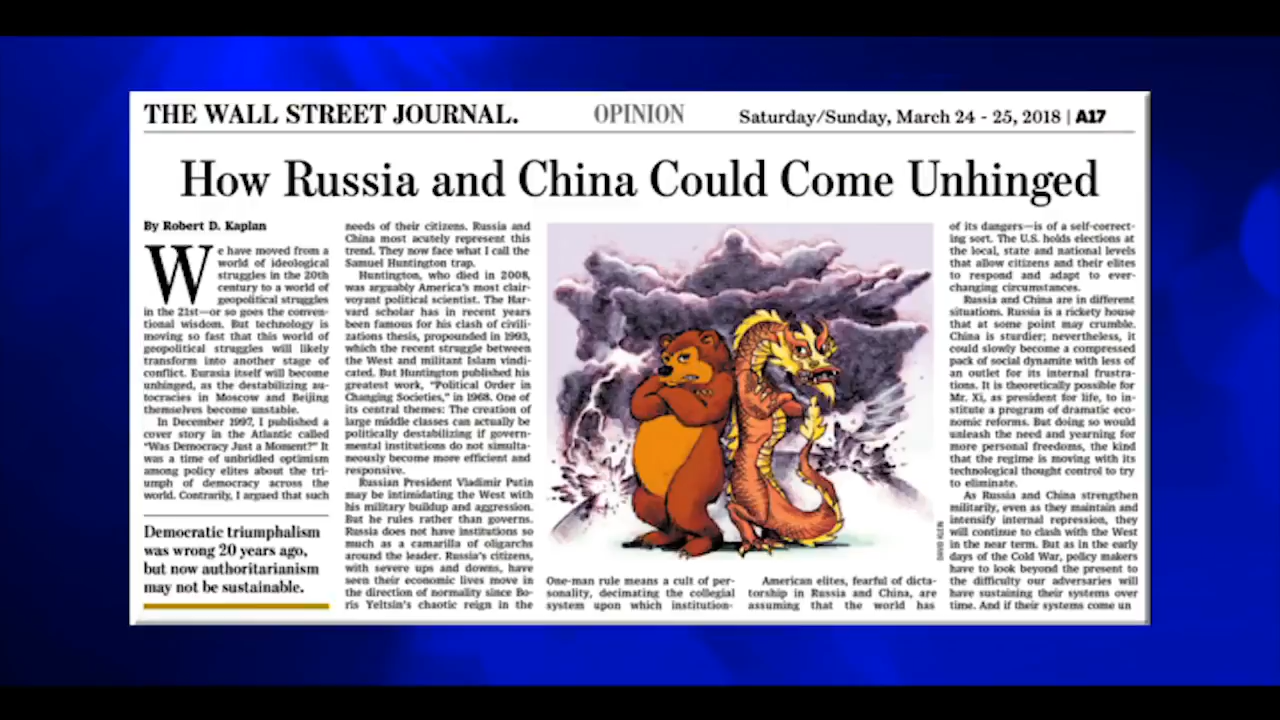 THE WALL STREET JOURNAL.
OPINION
Saturday/Sunday, March 24 - 25, 2018 | A17
How Russia and China Could Come Unhinged
By Robert D. Kaplan
We have moved from a
world of ideological
struggles in the 20th
century to a world of
geopolitical struggles
in the 21st—or so goes the conven-
tional wisdom. But technology is
moving so fast that this world of
geopolitical struggles will likely
transform into another stage of
conflict. Eurasia itself will become
unhinged, as the destabilizing au-
tocracies in Moscow and Beijing
themselves become unstable.
In December 1997, I published a
cover story in the Atlantic called
"Was Democracy Just a Moment?" It
was a time of unbridled optimism
among policy elites about the tri-
umph of democracy across the
world. Contrarily, I argued that such
Democratic triumphalism
was wrong 20 years ago,
but now authoritarianism
may not be sustainable.
needs of their citizens. Russia and
China most acutely represent this
trend. They now face what I call the
Samuel Huntington trap.
Huntington, who died in 2008,
was arguably America's most clair-
voyant political scientist. The Har-
vard scholar has in recent years
been famous for his clash of civili-
zations thesis, propounded in 1993,
which the recent struggle between
the West and militant Islam vindi-
cated. But Huntington published his
greatest work, "Political Order in
Changing Societies," in 1968. One of
its central themes: The creation of
large middle classes can actually be
politically destabilizing if govern-
mental institutions do not simulta-
neously become more efficient and
responsive.
Russian President Vladimir Putin
may be intimidating the West with
his military buildup and aggression.
But he rules rather than governs.
Russia does not have institutions so
much as a camarilla of oligarchs
around the leader. Russia's citizens,
with severe ups and downs, have
seen their economic lives move in
the direction of normality since Bo-
ris Yeltsin's chaotic reign in the
One-man rule means a cult of per-
sonality, decimating the collegial
system upon which institution-
American elites, fearful of dicta-
torship in Russia and China, are
assuming that the world has
of its dangers—is of a self-correct-
ing sort. The U.S. holds elections at
the local, state and national levels
that allow citizens and their elites
to respond and adapt to ever-
changing circumstances.
Russia and China are in different
situations. Russia is a rickety house
that at some point may crumble.
China is sturdier; nevertheless, it
could slowly become a compressed
pack of social dynamite with less of
an outlet for its internal frustra-
tions. It is theoretically possible for
Mr. Xi, as president for life, to in-
stitute a program of dramatic eco-
nomic reforms. But doing so would
unleash the need and yearning for
more personal freedoms, the kind
that the regime is moving with its
technological thought control to try
to eliminate.
As Russia and China strengthen
militarily, even as they maintain and
intensify internal repression, they
will continue to clash with the West
in the near term. But as in the early
days of the Cold War, policy makers
have to look beyond the present to
the difficulty our adversaries will
have sustaining their systems over
time. And if their systems come un